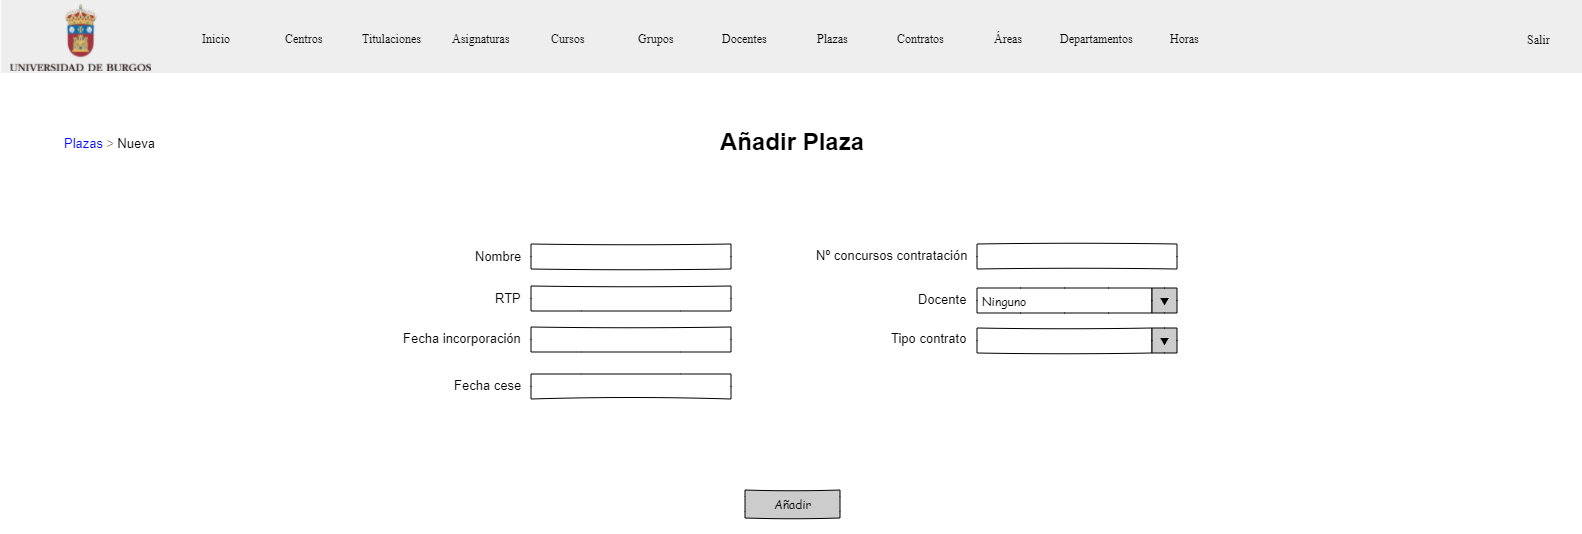 UNIVERSIDAD DE BURGOS
Inicio Centros Titulaciones Asignaturas Cursos Grupos Docentes Plazas Contratos Áreas Departamentos Horas Salir
Plazas > Nueva
Añadir Plaza
Nombre
Nº concursos contratación
RTP
Docente Ninguno
Fecha incorporación
Tipo contrato
Fecha cese
Añadir